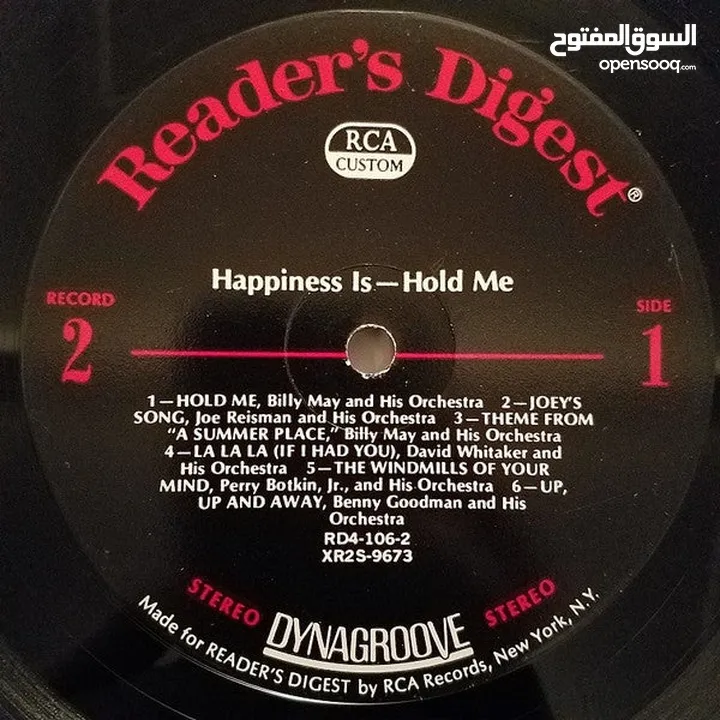 السوق المفتوح
opensooq.com
Reader's Digest®
RCA
CUSTOM
Happiness Is—Hold Me
RECORD
2
SIDE
1
1—HOLD ME, Billy May and His Orchestra 2—JOEY'S
SONG, Joe Reisman and His Orchestra 3—THEME FROM
"A SUMMER PLACE," Billy May and His Orchestra
4—LA LA LA (IF I HAD YOU), David Whitaker and
His Orchestra 5—THE WINDMILLS OF YOUR
MIND, Perry Botkin, Jr., and His Orchestra 6—UP,
UP AND AWAY, Benny Goodman and His
Orchestra
RD4-106-2
XR2S-9673
STEREO
DYNAGROOVE
STEREO
Made for READER'S DIGEST by RCA Records, New York, N.Y.